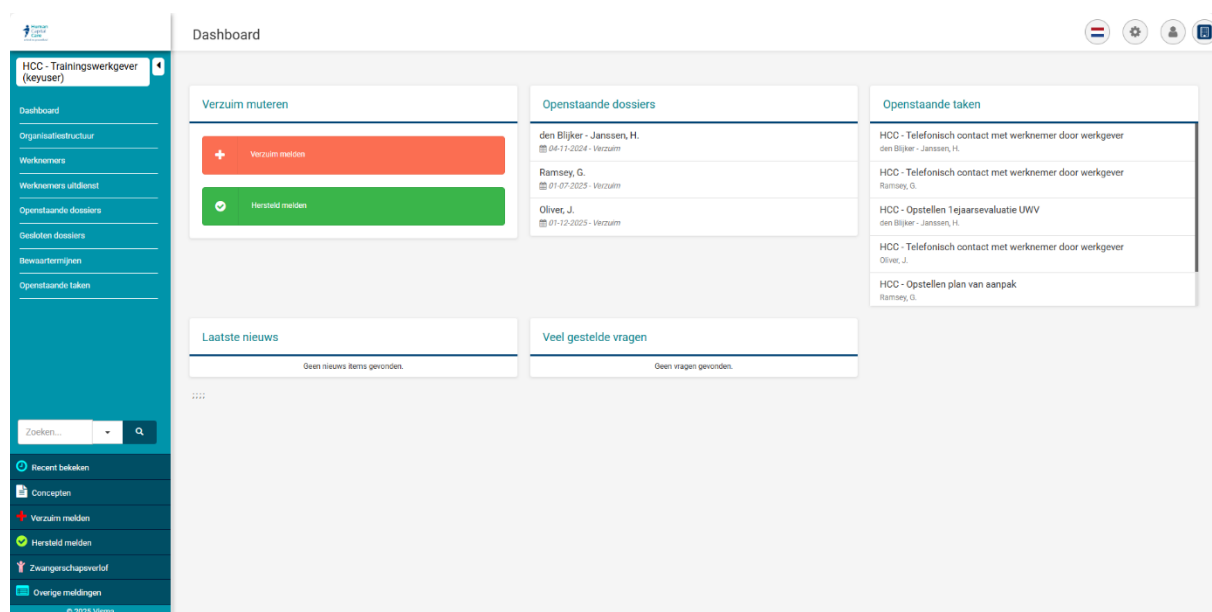 Human
Capital
Care
Dashboard
HCC - Trainingswerkgever
(keyuser)
Dashboard
Organisatiestructuur
Werknemers
Werknemers uitdienst
Openstaande dossiers
Gesloten dossiers
Bewaartermijnen
Openstaande taken
Zoeken...
Recent bekeken
Concepten
Verzuim melden
Hersteld melden
Zwangerschapsverlof
Overige meldingen
© 2025 Visma
Verzuim muteren
Verzuim melden
Hersteld melden
Openstaande dossiers
den Blijker - Janssen, H.
04-11-2024 - Verzuim
Ramsey, G.
01-07-2025 - Verzuim
Oliver, J.
01-12-2025 - Verzuim
Openstaande taken
HCC - Telefonisch contact met werknemer door werkgever
den Blijker - Janssen, H.
HCC - Telefonisch contact met werknemer door werkgever
Ramsey, G.
HCC - Opstellen 1ejaarsevaluatie UWV
den Blijker - Janssen, H.
HCC - Telefonisch contact met werknemer door werkgever
Oliver, J.
HCC - Opstellen plan van aanpak
Ramsey, G.
Laatste nieuws
Geen nieuws items gevonden.
Veel gestelde vragen
Geen vragen gevonden.
::::